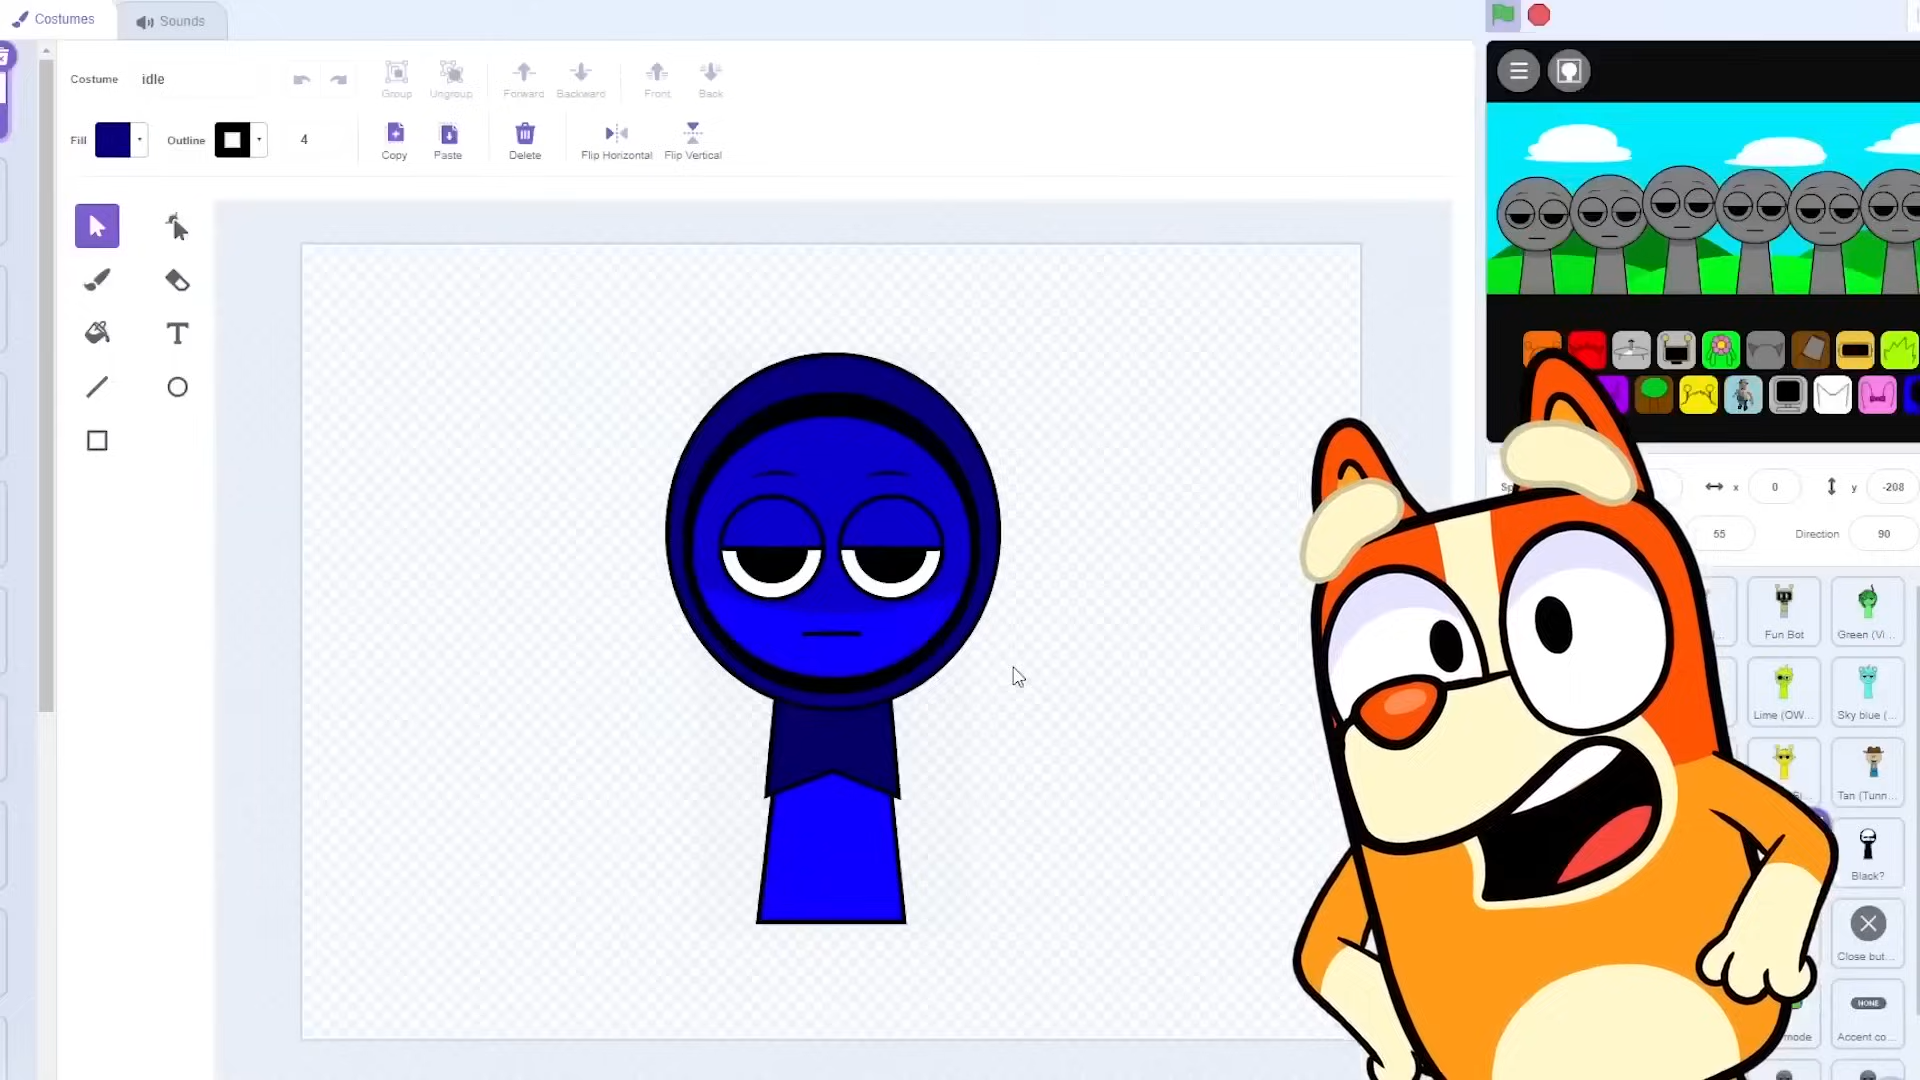 Costumes
Sounds
Costume
idle
Group
Ungroup
Forward
Backward
Front
Back
Fill
Outline
4
Copy
Paste
Delete
Flip Horizontal
Flip Vertical
x
0
y
-208
55
Direction
90
Fun Bot
Green (Vi...
Lime (OW...
Sky blue (...
Tan (Tunn...
Black?
Close but...
NONE
mode
Accent co...